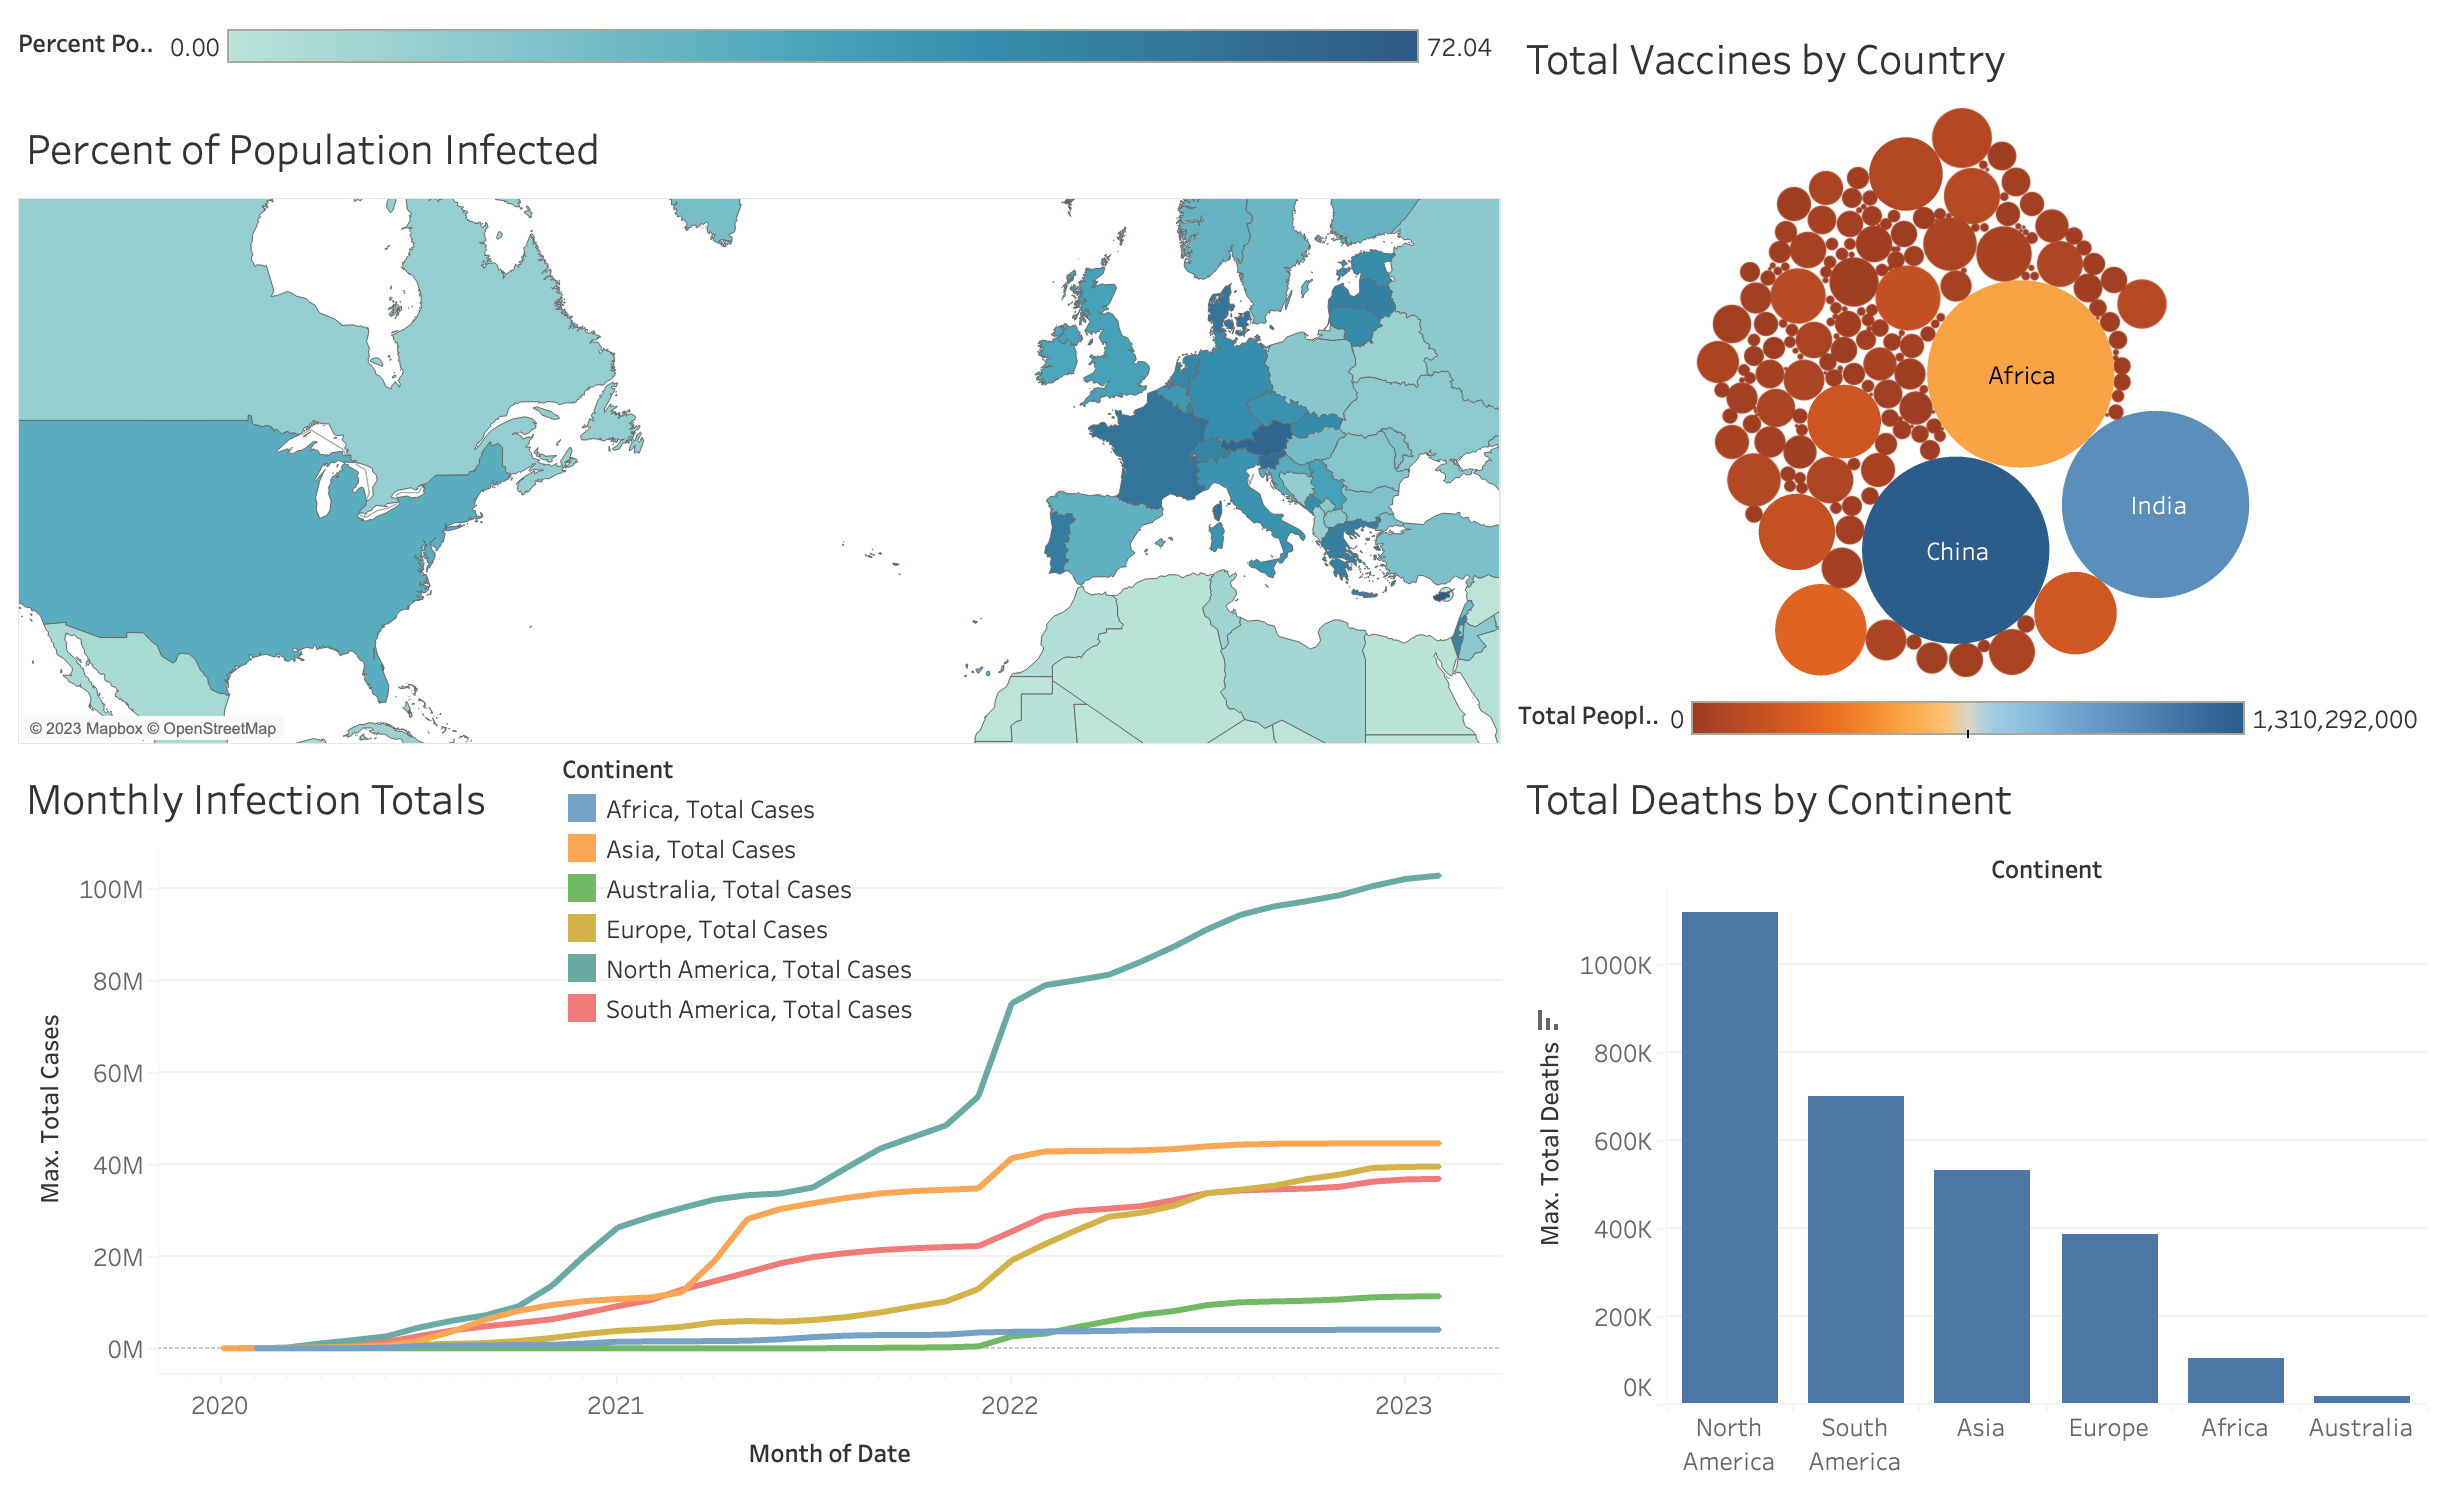 Percent Po.. 0.00 72.04
Percent of Population Infected
© 2023 Mapbox © OpenStreetMap
Total Vaccines by Country
Africa
India
China
Total Peopl.. 0 1,310,292,000
Monthly Infection Totals
Continent
Africa, Total Cases
Asia, Total Cases
Australia, Total Cases
Europe, Total Cases
North America, Total Cases
South America, Total Cases
Max. Total Cases
100M
80M
60M
40M
20M
0M
2020 2021 2022 2023
Month of Date
Total Deaths by Continent
Continent
Max. Total Deaths
1000K
800K
600K
400K
200K
0K
North America South America Asia Europe Africa Australia